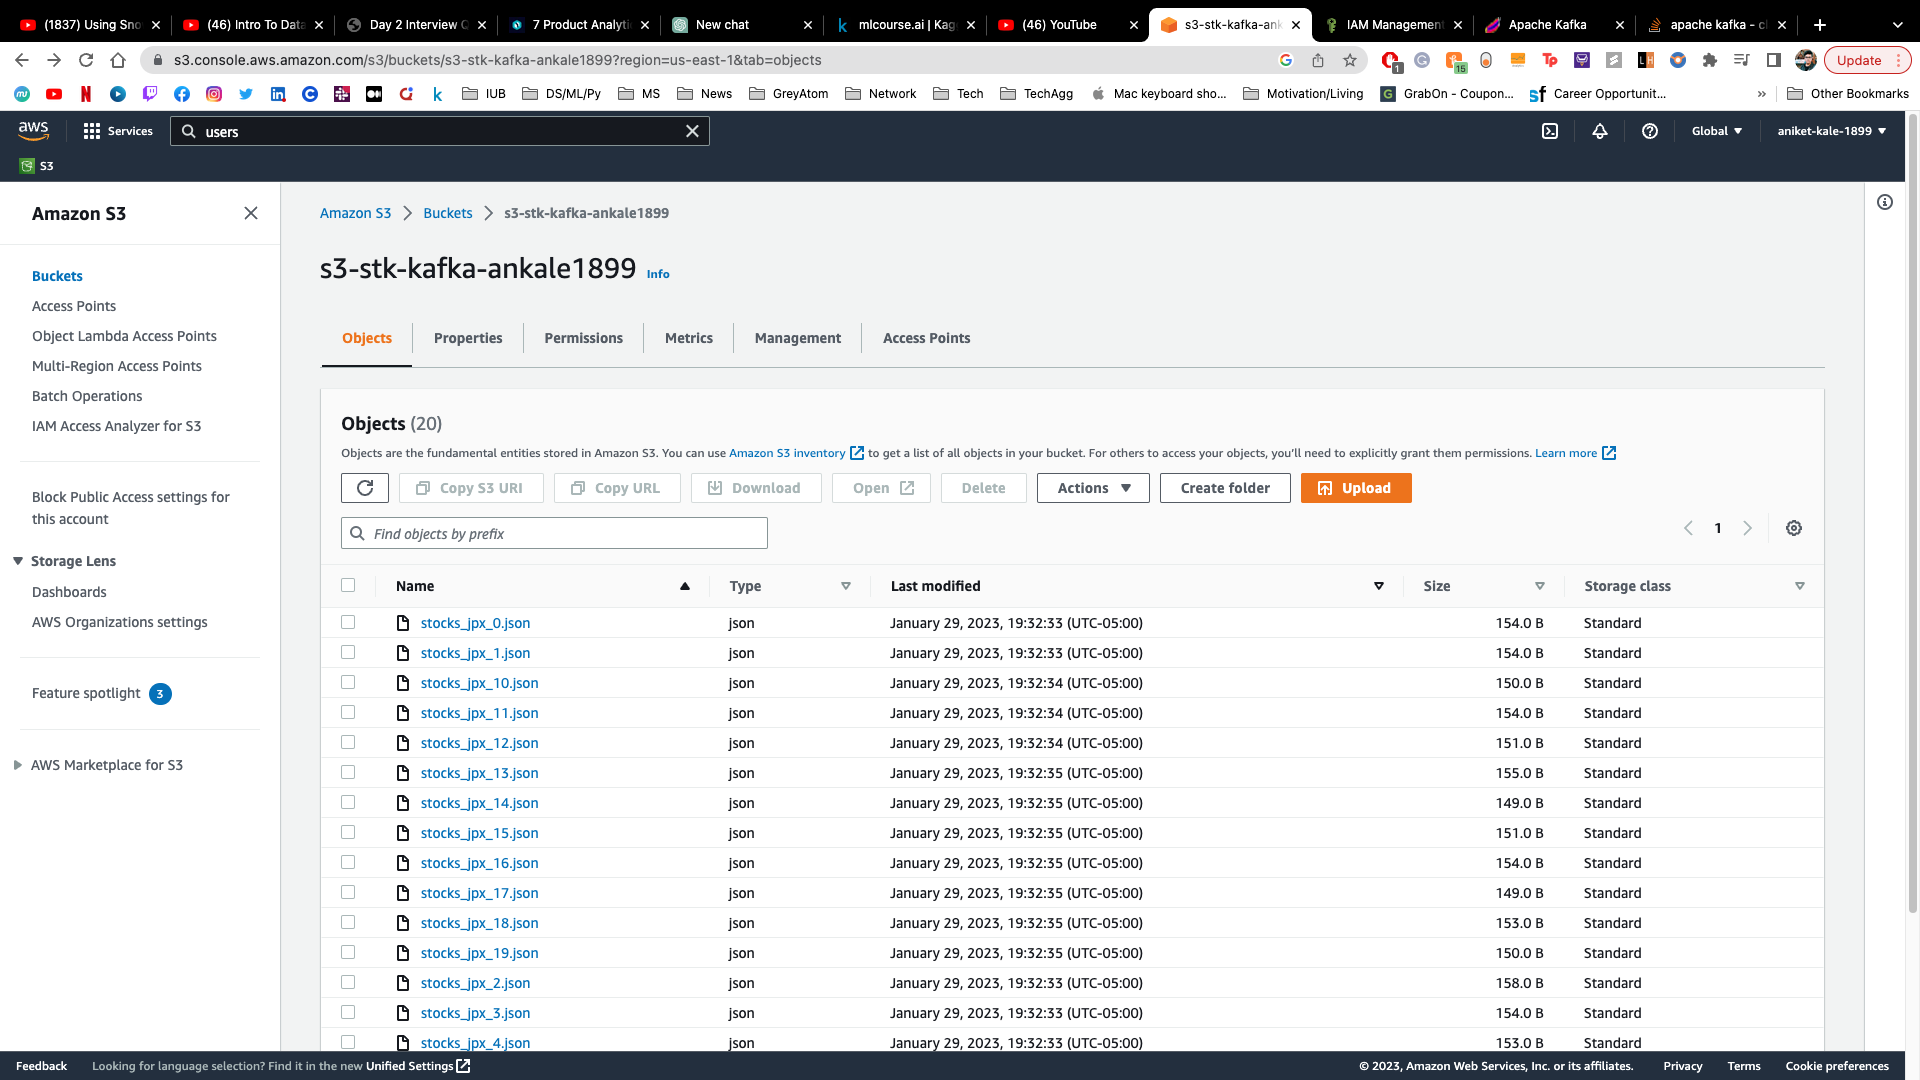 (1837) Using Sno
(46) Intro To Data
Day 2 Interview Q
7 Product Analyti
New chat
mlcourse.ai | Kag
(46) YouTube
s3-stk-kafka-ank
IAM Management
Apache Kafka
apache kafka - c
s3.console.aws.amazon.com/s3/buckets/s3-stk-kafka-ankale1899?region=us-east-1&tab=objects
1
15
Tp
LH
Update
IUB
DS/ML/Py
MS
News
GreyAtom
Network
Tech
TechAgg
Mac keyboard sho...
Motivation/Living
GrabOn - Coupon...
Career Opportunit...
»
Other Bookmarks
aws
Services
users
Global
aniket-kale-1899
S3
Amazon S3
Buckets
Access Points
Object Lambda Access Points
Multi-Region Access Points
Batch Operations
IAM Access Analyzer for S3
Block Public Access settings for
this account
Storage Lens
Dashboards
AWS Organizations settings
Feature spotlight 3
AWS Marketplace for S3
Amazon S3 > Buckets > s3-stk-kafka-ankale1899
s3-stk-kafka-ankale1899 Info
Objects Properties Permissions Metrics Management Access Points
Objects (20)
Objects are the fundamental entities stored in Amazon S3. You can use Amazon S3 inventory to get a list of all objects in your bucket. For others to access your objects, you'll need to explicitly grant them permissions. Learn more
Copy S3 URI Copy URL Download Open Delete Actions Create folder Upload
Find objects by prefix
1
Name Type Last modified Size Storage class
stocks_jpx_0.json json January 29, 2023, 19:32:33 (UTC-05:00) 154.0 B Standard
stocks_jpx_1.json json January 29, 2023, 19:32:33 (UTC-05:00) 154.0 B Standard
stocks_jpx_10.json json January 29, 2023, 19:32:34 (UTC-05:00) 150.0 B Standard
stocks_jpx_11.json json January 29, 2023, 19:32:34 (UTC-05:00) 154.0 B Standard
stocks_jpx_12.json json January 29, 2023, 19:32:34 (UTC-05:00) 151.0 B Standard
stocks_jpx_13.json json January 29, 2023, 19:32:35 (UTC-05:00) 155.0 B Standard
stocks_jpx_14.json json January 29, 2023, 19:32:35 (UTC-05:00) 149.0 B Standard
stocks_jpx_15.json json January 29, 2023, 19:32:35 (UTC-05:00) 151.0 B Standard
stocks_jpx_16.json json January 29, 2023, 19:32:35 (UTC-05:00) 154.0 B Standard
stocks_jpx_17.json json January 29, 2023, 19:32:35 (UTC-05:00) 149.0 B Standard
stocks_jpx_18.json json January 29, 2023, 19:32:35 (UTC-05:00) 153.0 B Standard
stocks_jpx_19.json json January 29, 2023, 19:32:35 (UTC-05:00) 150.0 B Standard
stocks_jpx_2.json json January 29, 2023, 19:32:33 (UTC-05:00) 158.0 B Standard
stocks_jpx_3.json json January 29, 2023, 19:32:33 (UTC-05:00) 154.0 B Standard
stocks_jpx_4.json json January 29, 2023, 19:32:33 (UTC-05:00) 153.0 B Standard
Feedback Looking for language selection? Find it in the new Unified Settings © 2023, Amazon Web Services, Inc. or its affiliates. Privacy Terms Cookie preferences